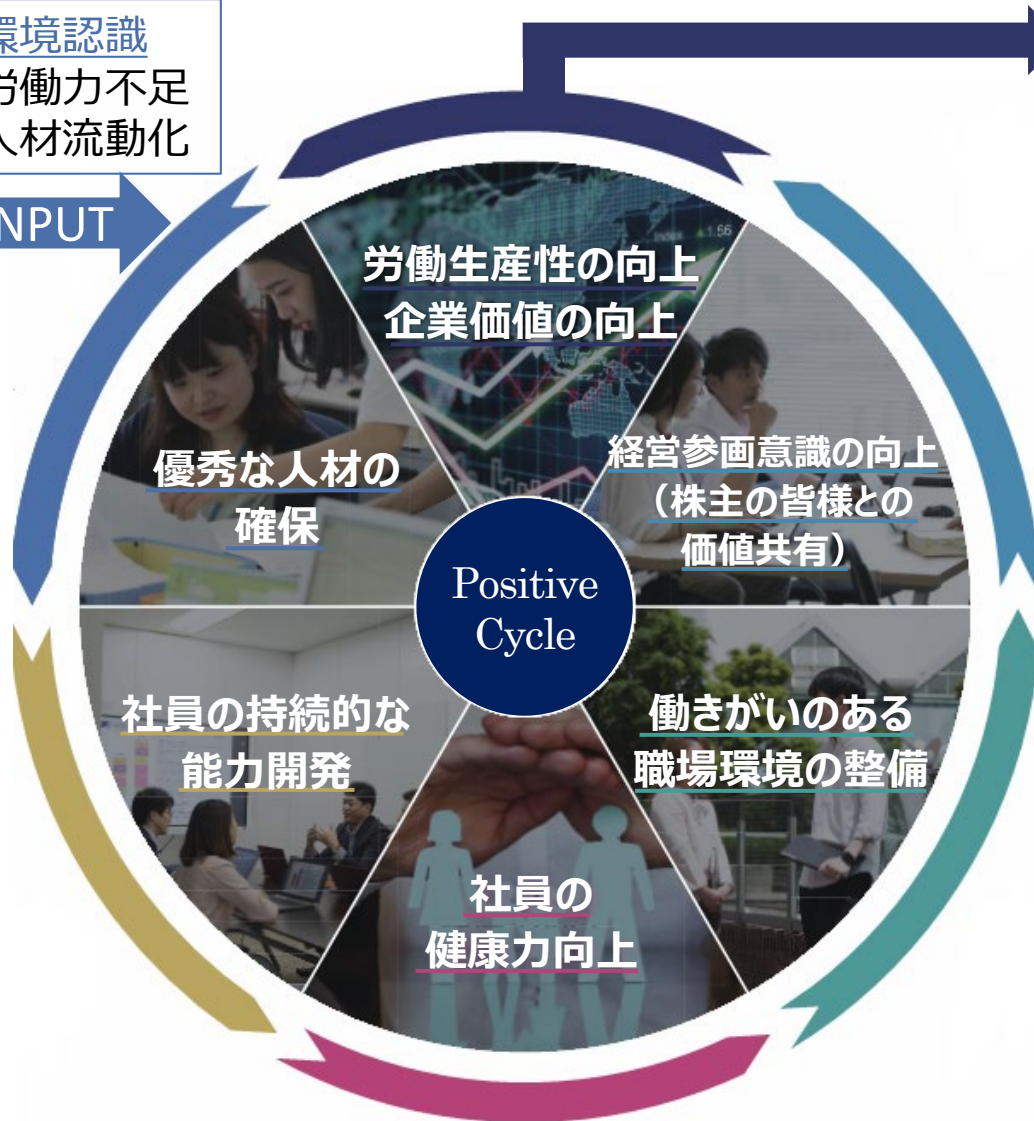 環境認識
労働力不足
人材流動化
NPUT
労働生産性の向上
企業価値の向上
Index ▲1.56
経営参画意識の向上
（株主の皆様との
価値共有）
優秀な人材の
確保
Positive
Cycle
社員の持続的な
能力開発
働きがいのある
職場環境の整備
社員の
健康力向上